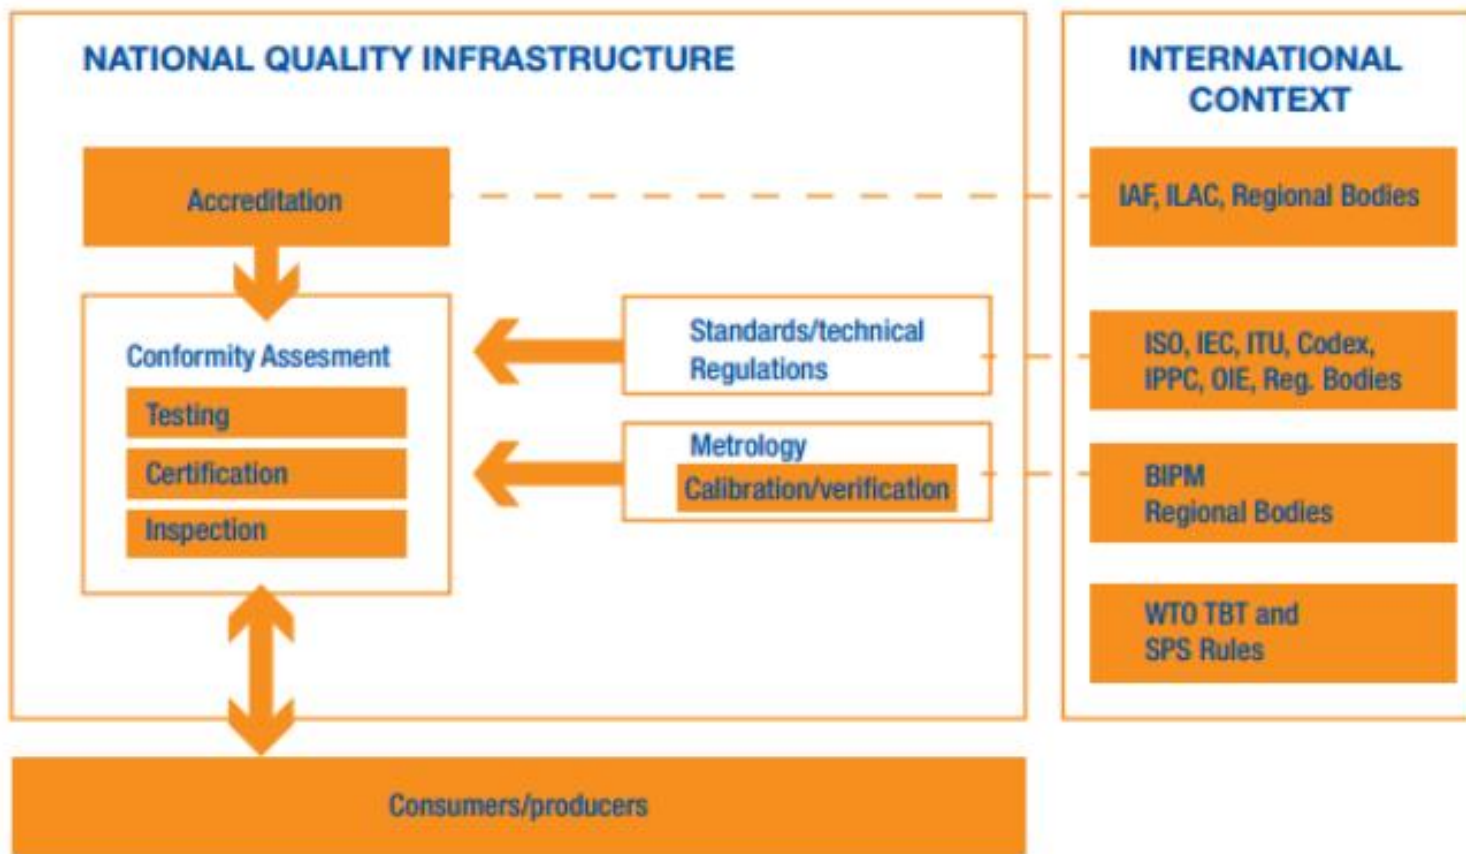 NATIONAL QUALITY INFRASTRUCTURE
Accreditation
Conformity Assesment
Testing
Certification
Inspection
Standards/technical
Regulations
Metrology
Calibration/verification
Consumers/producers
INTERNATIONAL
CONTEXT
IAF, ILAC, Regional Bodies
ISO, IEC, ITU, Codex,
IPPC, OIE, Reg. Bodies
BIPM
Regional Bodies
WTO TBT and
SPS Rules